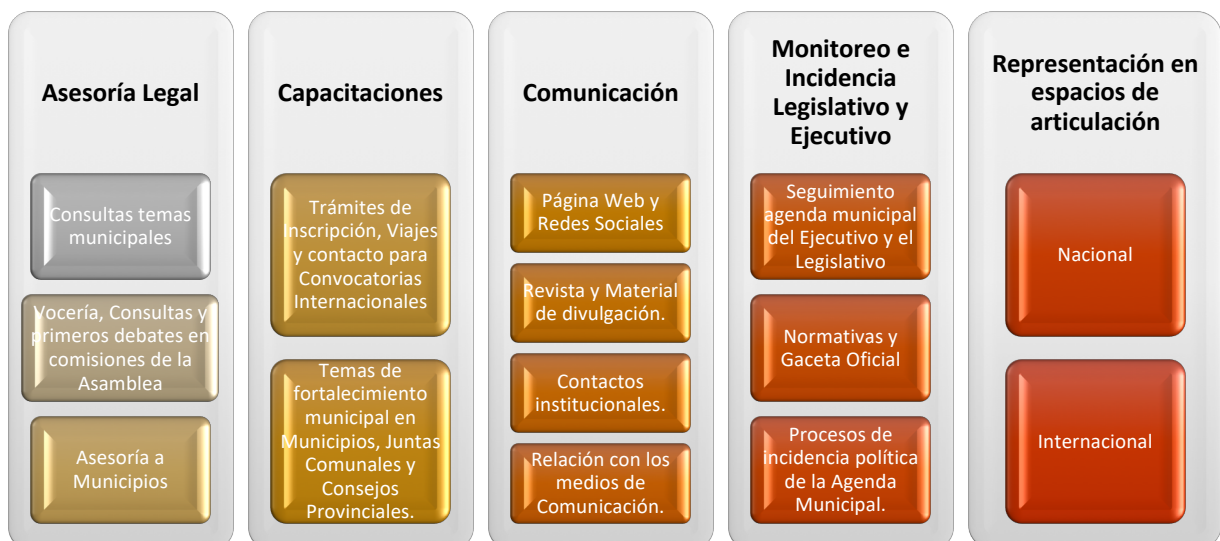 Asesoría Legal
Consultas temas
municipales
Vocería, Consultas y
primeros debates en
comisiones de la
Asamblea
Asesoría a
Municipios
Capacitaciones
Trámites de
Inscripción, Viajes
y contacto para
Convocatorias
Internacionales
Temas de
fortalecimiento
municipal en
Municipios, Juntas
Comunales y
Consejos
Provinciales.
Comunicación
Página Web y
Redes Sociales
Revista y Material
de divulgación.
Contactos
institucionales.
Relación con los
medios de
Comunicación.
Monitoreo e
Incidencia
Legislativo y
Ejecutivo
Seguimiento
agenda municipal
del Ejecutivo y el
Legislativo
Normativas y
Gaceta Oficial
Procesos de
incidencia política
de la Agenda
Municipal.
Representación en
espacios de
articulación
Nacional
Internacional